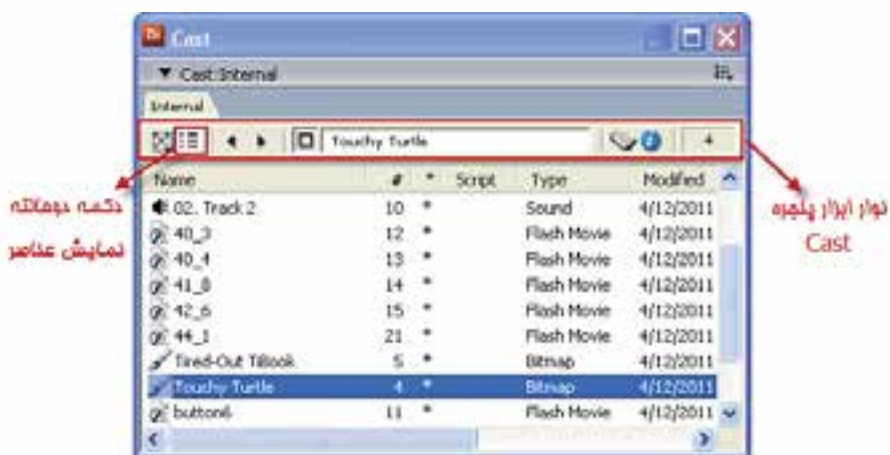 Cast
Cast:Internal
Internal
Touchy Turtle
4
Name # * Script Type Modified
02. Track 2 10 * Sound 4/12/2011
40_3 12 * Flash Movie 4/12/2011
40_4 13 * Flash Movie 4/12/2011
41_8 14 * Flash Movie 4/12/2011
42_6 15 * Flash Movie 4/12/2011
44_1 21 * Flash Movie 4/12/2011
Tired-Out TiBook 5 * Bitmap 4/12/2011
Touchy Turtle 4 * Bitmap 4/12/2011
button6 11 * Flash Movie 4/12/2011
دکمه دوحالته
نمایش عناصر
نوار ابزار پنجره
Cast